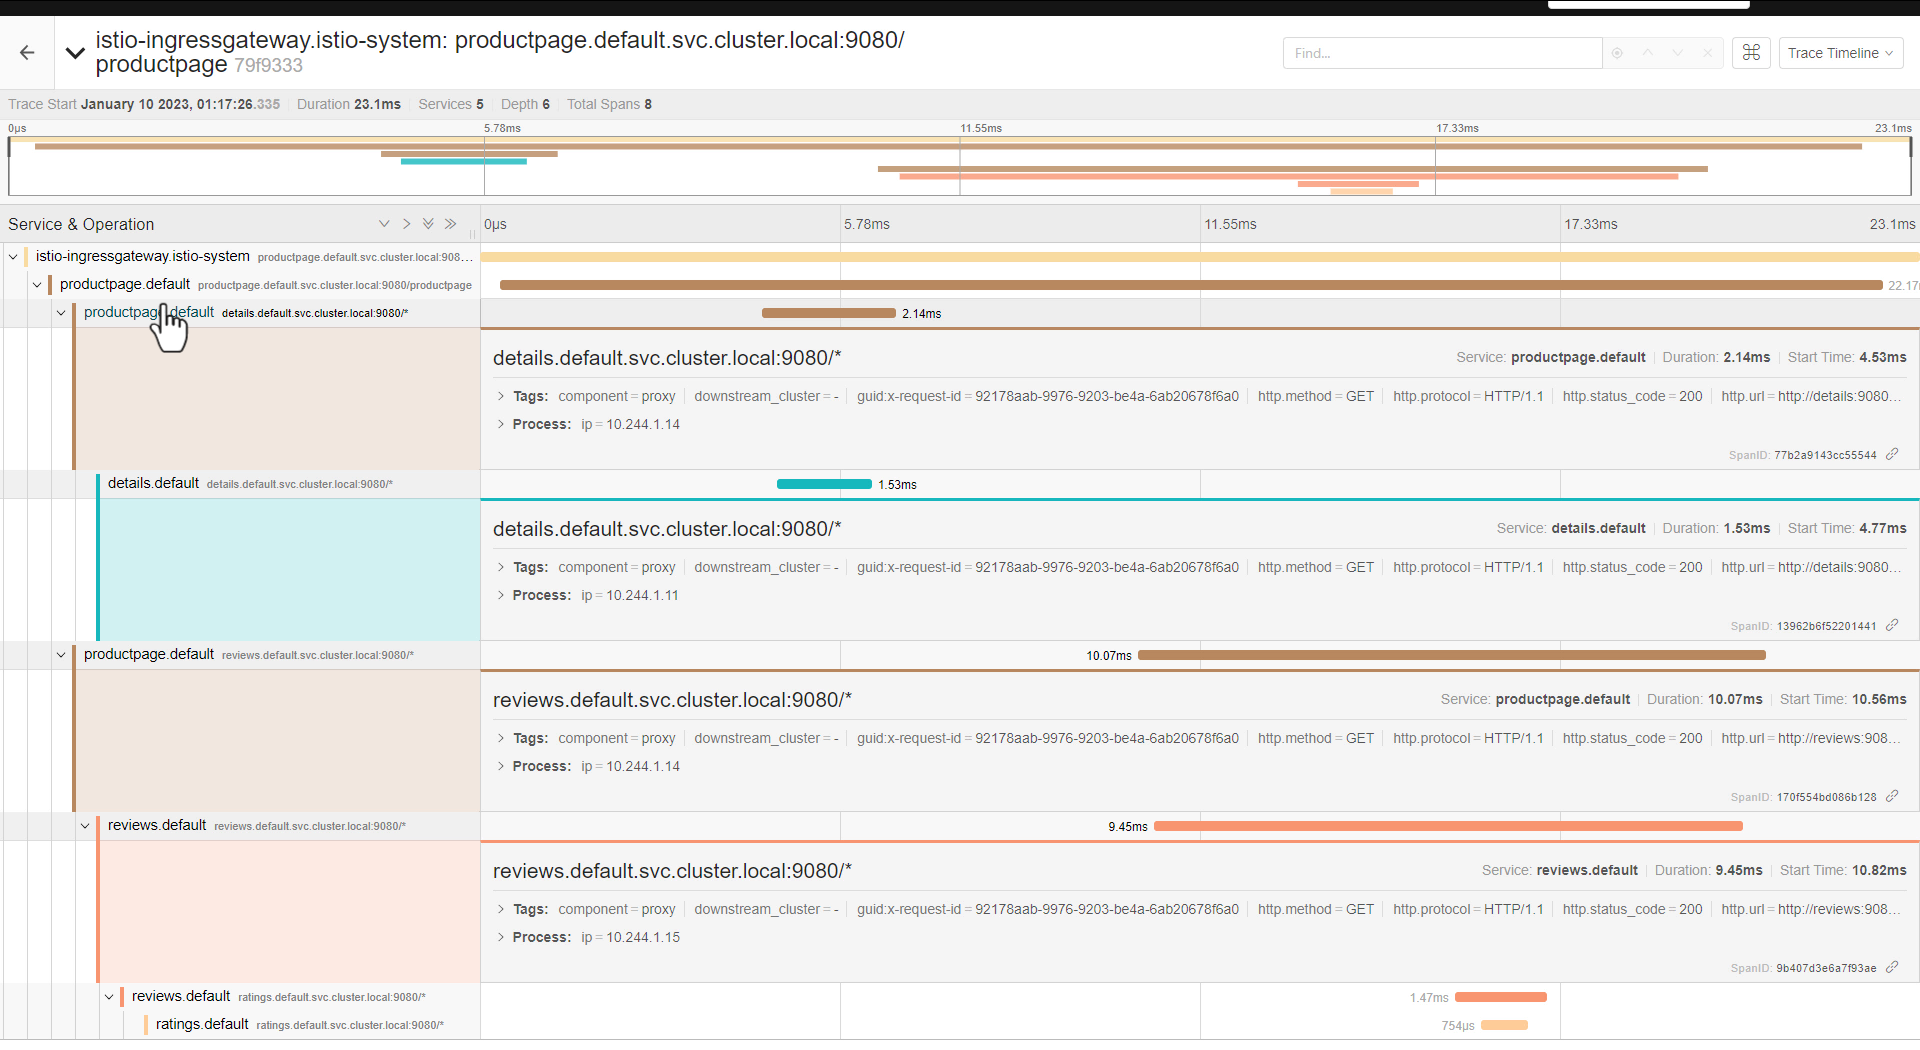 istio-ingressgateway.istio-system: productpage.default.svc.cluster.local:9080/
productpage 79f9333
Find...
Trace Timeline
Trace Start January 10 2023, 01:17:26.335 Duration 23.1ms Services 5 Depth 6 Total Spans 8
0μs 5.78ms 11.55ms 17.33ms 23.1ms
Service & Operation 0μs 5.78ms 11.55ms 17.33ms 23.1ms
istio-ingressgateway.istio-system productpage.default.svc.cluster.local:908...
productpage.default productpage.default.svc.cluster.local:9080/productpage 22.17
productpage.default details.default.svc.cluster.local:9080/* 2.14ms
details.default.svc.cluster.local:9080/* Service: productpage.default Duration: 2.14ms Start Time: 4.53ms
Tags: component = proxy downstream_cluster = - guid:x-request-id = 92178aab-9976-9203-be4a-6ab20678f6a0 http.method = GET http.protocol = HTTP/1.1 http.status_code = 200 http.url = http://details:9080...
Process: ip = 10.244.1.14
SpanID: 77b2a9143cc55544
details.default details.default.svc.cluster.local:9080/* 1.53ms
details.default.svc.cluster.local:9080/* Service: details.default Duration: 1.53ms Start Time: 4.77ms
Tags: component = proxy downstream_cluster = - guid:x-request-id = 92178aab-9976-9203-be4a-6ab20678f6a0 http.method = GET http.protocol = HTTP/1.1 http.status_code = 200 http.url = http://details:9080...
Process: ip = 10.244.1.11
SpanID: 13962b6f52201441
productpage.default reviews.default.svc.cluster.local:9080/* 10.07ms
reviews.default.svc.cluster.local:9080/* Service: productpage.default Duration: 10.07ms Start Time: 10.56ms
Tags: component = proxy downstream_cluster = - guid:x-request-id = 92178aab-9976-9203-be4a-6ab20678f6a0 http.method = GET http.protocol = HTTP/1.1 http.status_code = 200 http.url = http://reviews:908...
Process: ip = 10.244.1.14
SpanID: 170f554bd086b128
reviews.default reviews.default.svc.cluster.local:9080/* 9.45ms
reviews.default.svc.cluster.local:9080/* Service: reviews.default Duration: 9.45ms Start Time: 10.82ms
Tags: component = proxy downstream_cluster = - guid:x-request-id = 92178aab-9976-9203-be4a-6ab20678f6a0 http.method = GET http.protocol = HTTP/1.1 http.status_code = 200 http.url = http://reviews:908...
Process: ip = 10.244.1.15
SpanID: 9b407d3e6a7f93ae
reviews.default ratings.default.svc.cluster.local:9080/* 1.47ms
ratings.default ratings.default.svc.cluster.local:9080/* 754μs